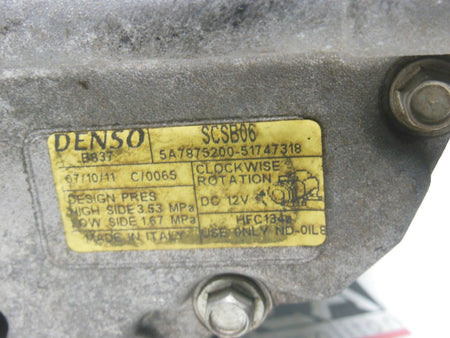 DENSO SCSB06
B837 5A7875200-51747318
07/10/11 C/0065 CLOCKWISE
ROTATION
DESIGN PRES DC 12V
HIGH SIDE 3.53 MPa
LOW SIDE 1.67 MPa HFC134a
MADE IN ITALY USE ONLY ND-OIL8